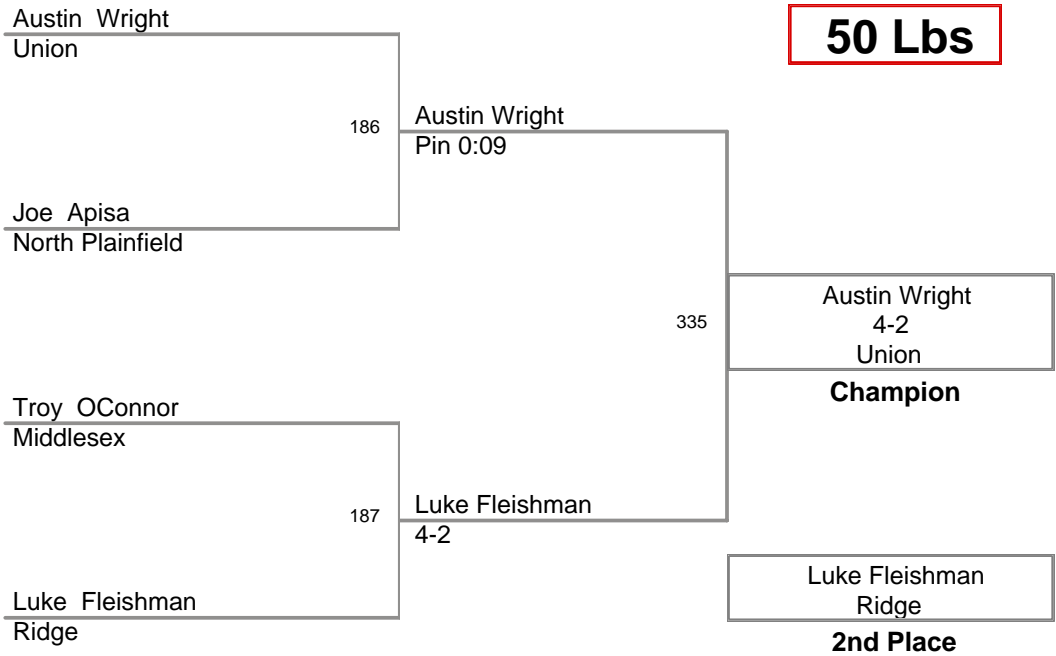 Austin Wright
Union
50 Lbs
186
Austin Wright
Pin 0:09
Joe Apisa
North Plainfield
335
Austin Wright
4-2
Union
Champion
Troy OConnor
Middlesex
187
Luke Fleishman
4-2
Luke Fleishman
Ridge
Luke Fleishman
Ridge
2nd Place